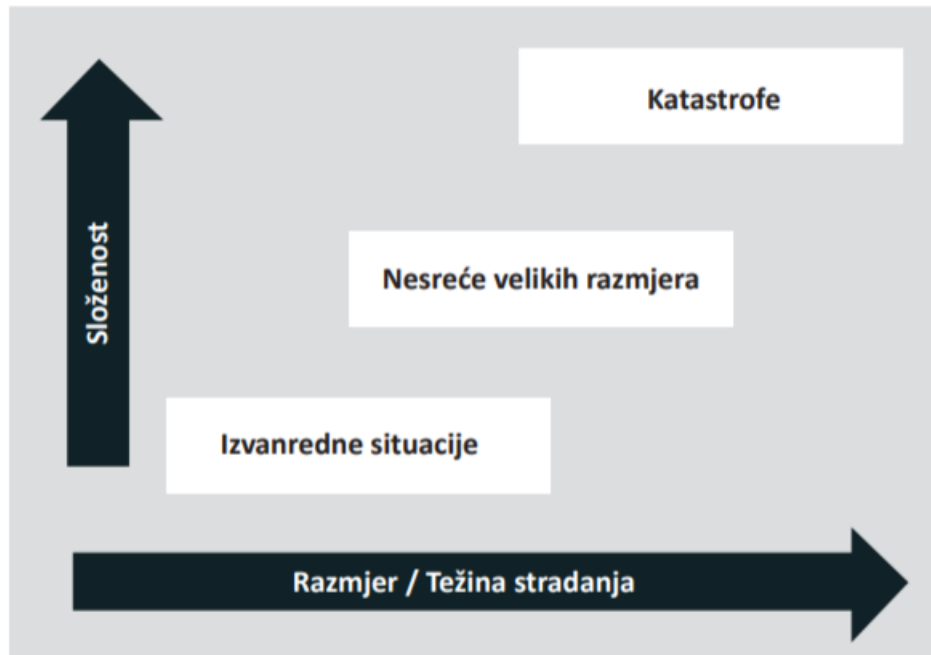 Katastrofe
Složenost
Nesreće velikih razmjera
Izvanredne situacije
Razmjer / Težina stradanja